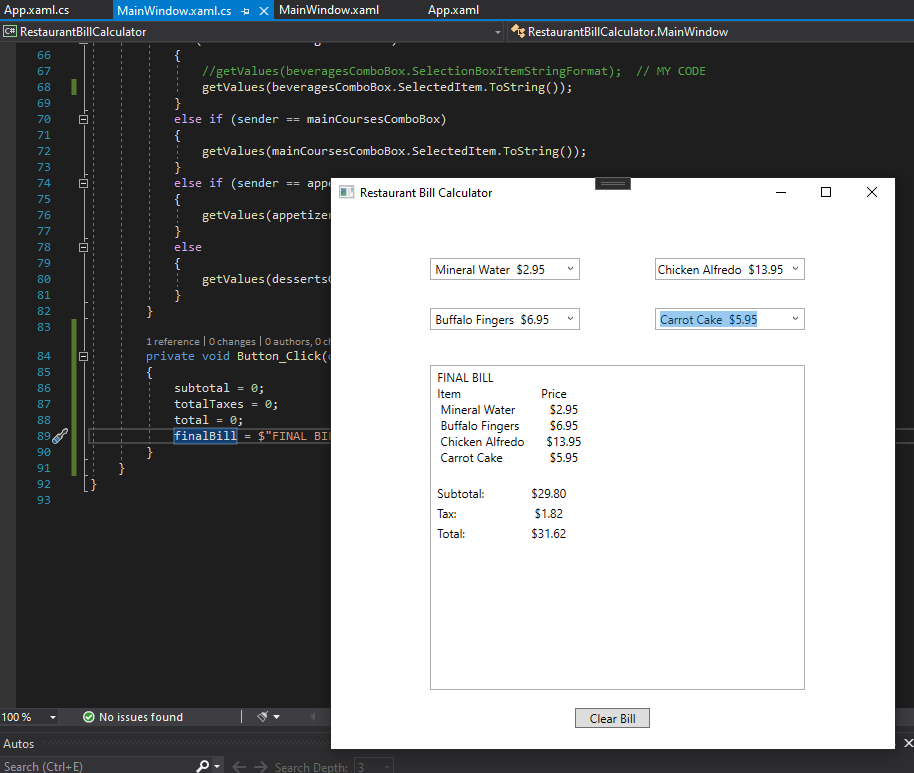 App.xaml.cs
MainWindow.xaml.cs
MainWindow.xaml
App.xaml
C# RestaurantBillCalculator
RestaurantBillCalculator.MainWindow
66 {
67 //getValues(beveragesComboBox.SelectionBoxItemStringFormat);  // MY CODE
68 getValues(beveragesComboBox.SelectedItem.ToString());
69 }
70 else if (sender == mainCoursesComboBox)
71 {
72 getValues(mainCoursesComboBox.SelectedItem.ToString());
73 }
74 else if (sender == appe
75 {
76 getValues(appetizer
77 }
78 else
79 {
80 getValues(desserts
81 }
82 }
83
1 reference | 0 changes | 0 authors, 0 ch
84 private void Button_Click(
85 {
86 subtotal = 0;
87 totalTaxes = 0;
88 total = 0;
89 finalBill = $"FINAL BI
90 }
91 }
92 }
93
Restaurant Bill Calculator
Mineral Water  $2.95
Chicken Alfredo  $13.95
Buffalo Fingers  $6.95
Carrot Cake  $5.95
FINAL BILL
Item Price
Mineral Water $2.95
Buffalo Fingers $6.95
Chicken Alfredo $13.95
Carrot Cake $5.95
Subtotal: $29.80
Tax: $1.82
Total: $31.62
Clear Bill
100 %
No issues found
Autos
Search (Ctrl+E)
Search Depth: 3